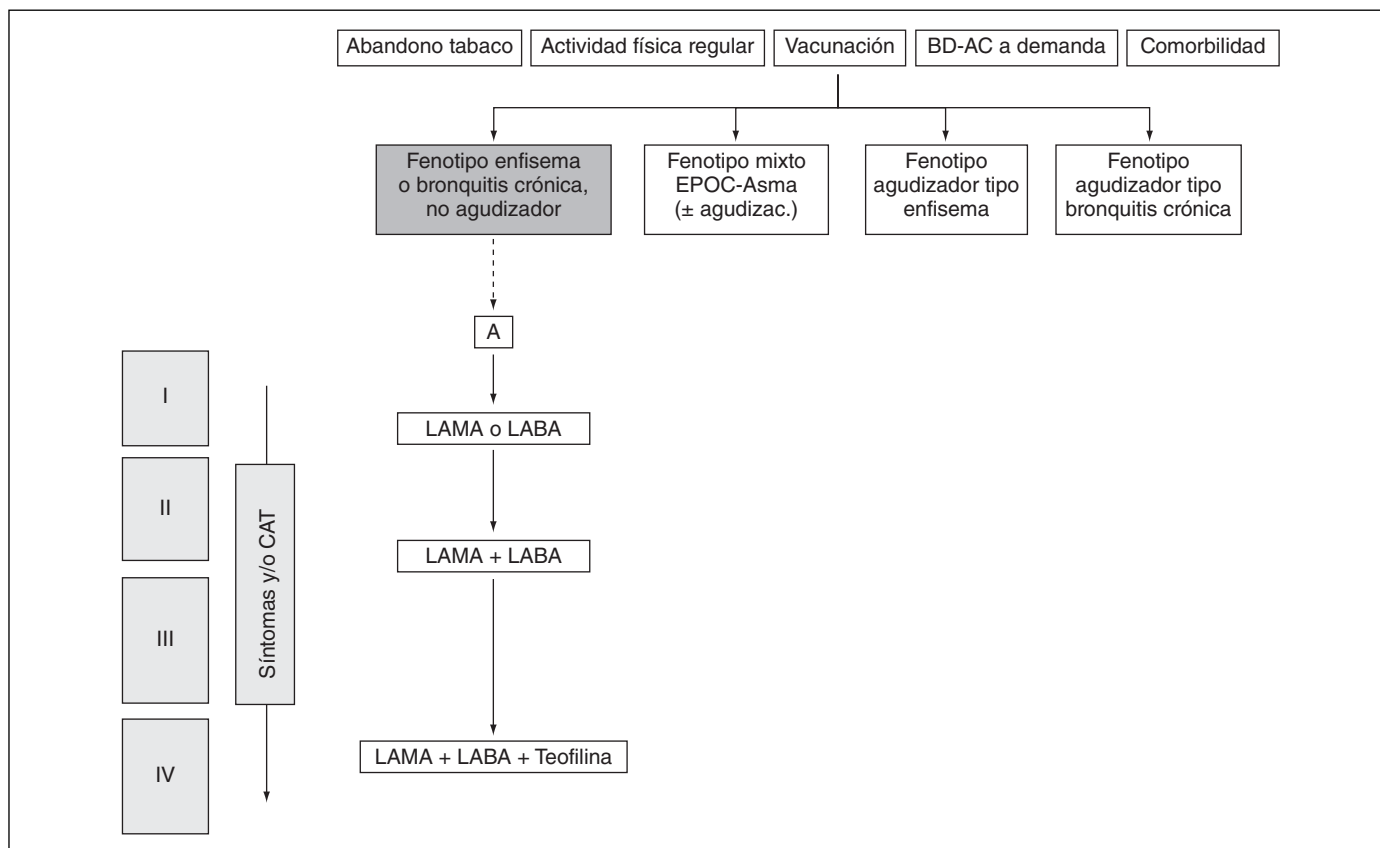 Abandono tabaco
Actividad física regular
Vacunación
BD-AC a demanda
Comorbilidad
Fenotipo enfisema
o bronquitis crónica,
no agudizador
Fenotipo mixto
EPOC-Asma
(± agudizac.)
Fenotipo
agudizador tipo
enfisema
Fenotipo
agudizador tipo
bronquitis crónica
A
I
LAMA o LABA
II
Síntomas y/o CAT
LAMA + LABA
III
LAMA + LABA + Teofilina
IV